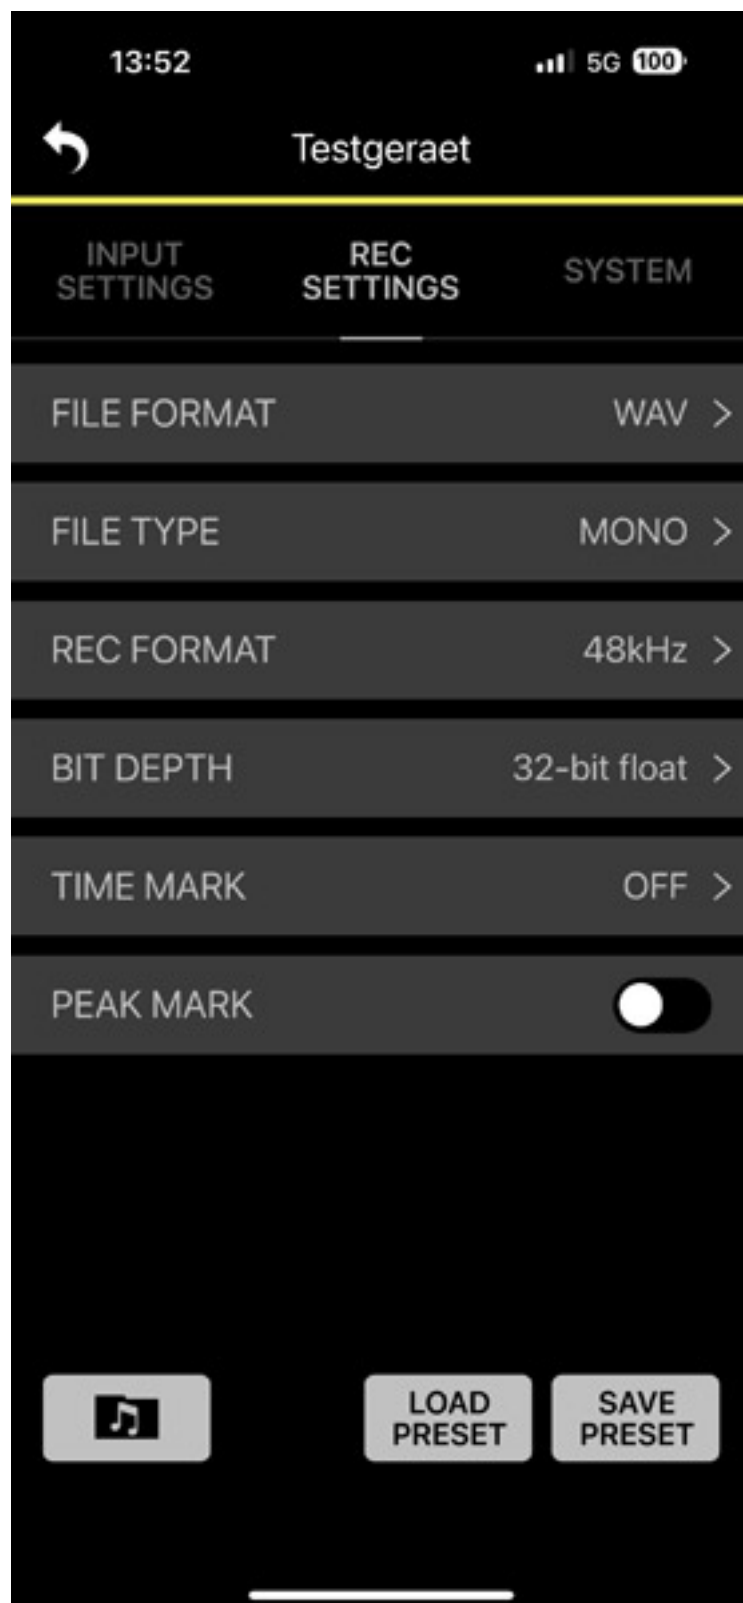 13:52 5G 100
Testgeraet
INPUT
SETTINGS
REC
SETTINGS
SYSTEM
FILE FORMAT WAV >
FILE TYPE MONO >
REC FORMAT 48kHz >
BIT DEPTH 32-bit float >
TIME MARK OFF >
PEAK MARK
LOAD
PRESET
SAVE
PRESET